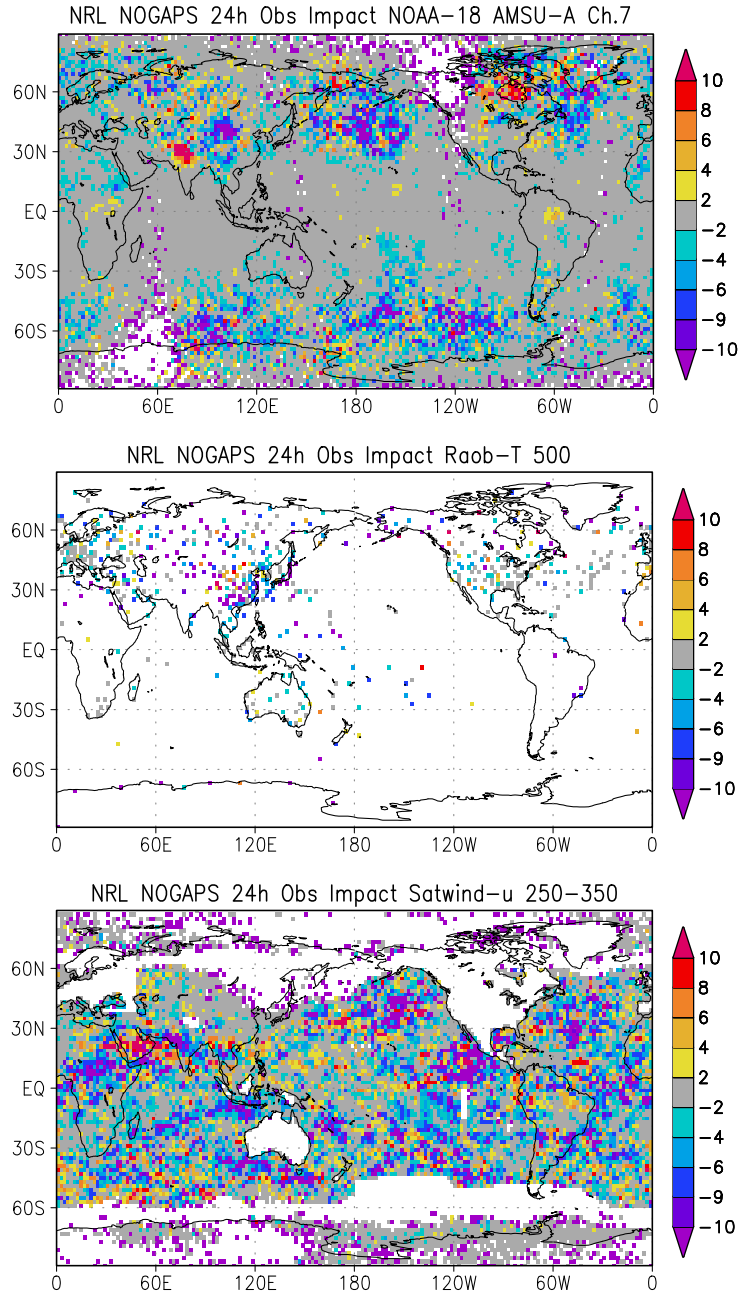 NRL NOGAPS 24h Obs Impact NOAA−18 AMSU−A Ch.7
60N
30N
EQ
30S
60S
0 60E 120E 180 120W 60W 0
10
8
6
4
2
−2
−4
−6
−9
−10
NRL NOGAPS 24h Obs Impact Raob−T 500
60N
30N
EQ
30S
60S
0 60E 120E 180 120W 60W 0
10
8
6
4
2
−2
−4
−6
−9
−10
NRL NOGAPS 24h Obs Impact Satwind−u 250−350
60N
30N
EQ
30S
60S
0 60E 120E 180 120W 60W 0
10
8
6
4
2
−2
−4
−6
−9
−10